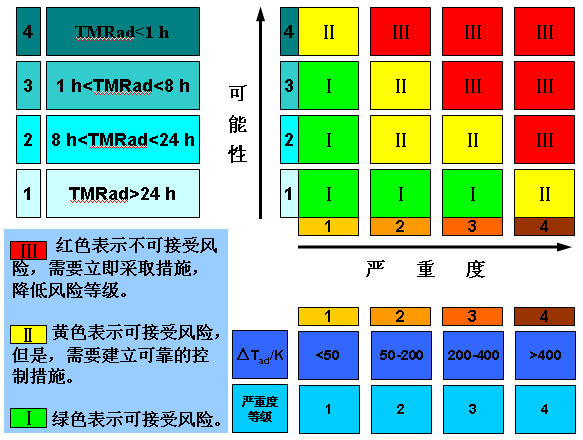 4 TMRad<1 h
3 1 h<TMRad<8 h
2 8 h<TMRad<24 h
1 TMRad>24 h
可能性
4 Ⅱ Ⅲ Ⅲ Ⅲ
3 Ⅰ Ⅱ Ⅲ Ⅲ
2 Ⅰ Ⅱ Ⅱ Ⅲ
1 Ⅰ Ⅰ Ⅰ Ⅱ
1 2 3 4
严 重 度
Ⅲ 红色表示不可接受风
险，需要立即采取措施，
降低风险等级。
Ⅱ 黄色表示可接受风险，
但是，需要建立可靠的控
制措施。
Ⅰ 绿色表示可接受风险。
1 2 3 4
△Tad/K <50 50-200 200-400 >400
严重度
等级
1 2 3 4